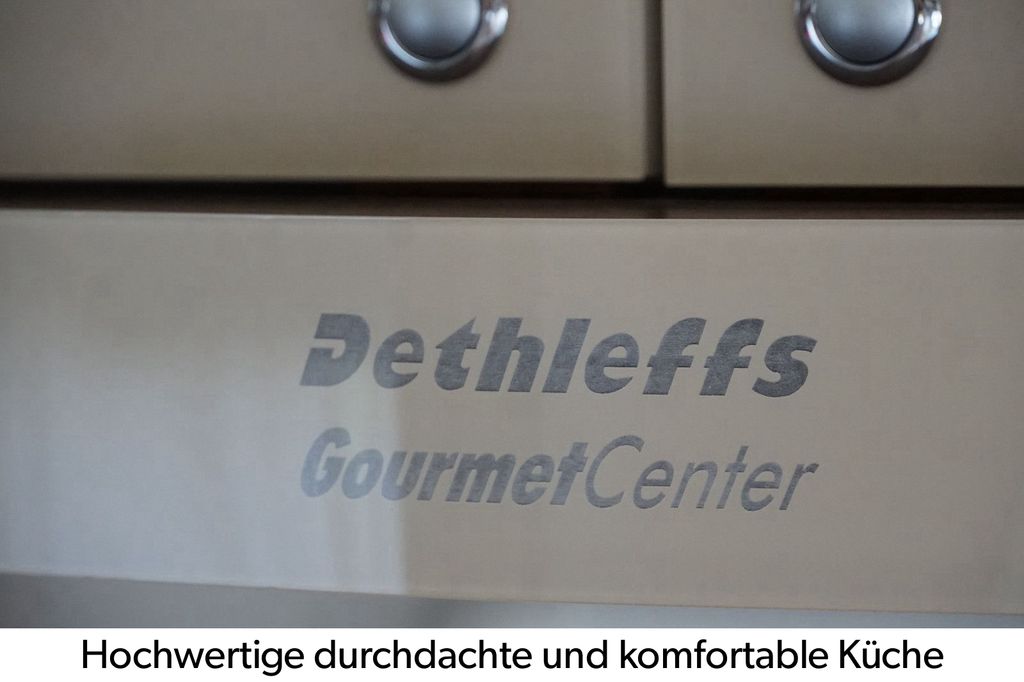 Dethleffs
GourmetCenter
Hochwertige durchdachte und komfortable Küche